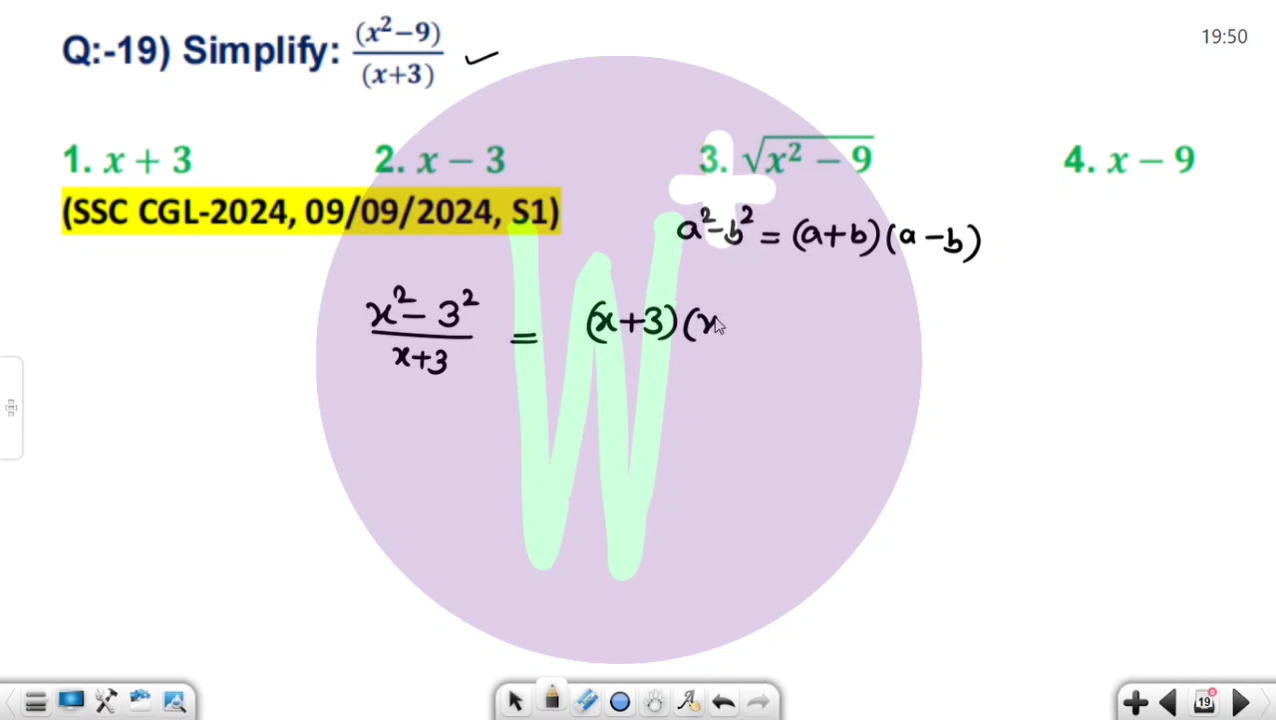 Q:-19) Simplify: (x²−9)/(x+3)
19:50
1. x + 3 2. x − 3 3. √x² − 9 4. x − 9
(SSC CGL-2024, 09/09/2024, S1)
a²-b² = (a+b)(a-b)
x²- 3²/x+3 = (x+3)(x
W+
19